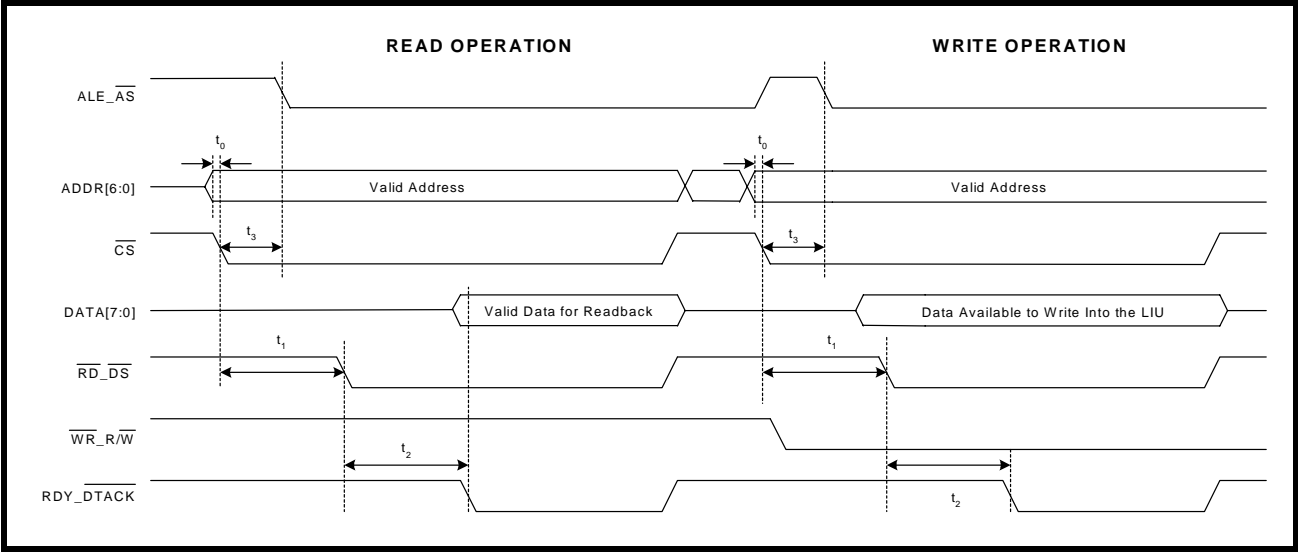 READ OPERATION WRITE OPERATION
ALE_AS
t0 t0
ADDR[6:0] Valid Address Valid Address
t3 t3
CS
DATA[7:0] Valid Data for Readback Data Available to Write Into the LIU
t1 t1
RD_DS
WR_R/W
t2
RDY_DTACK
t2